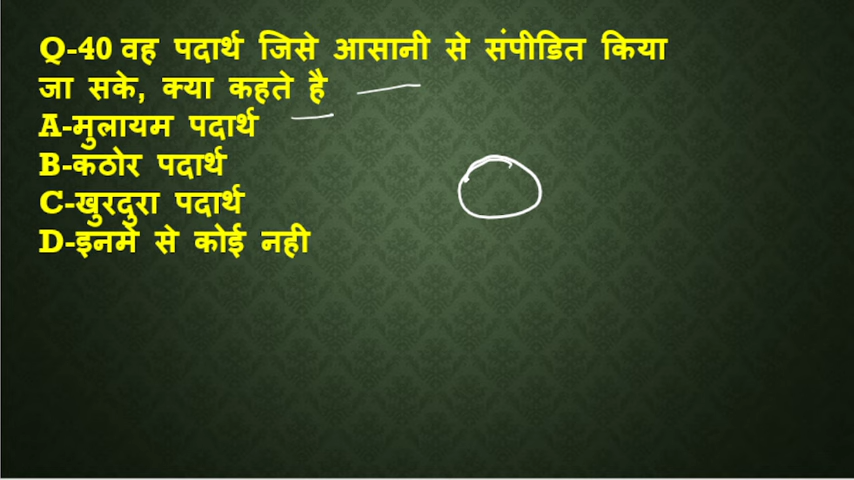 Q-40 वह पदार्थ जिसे आसानी से संपीडित किया
जा सके, क्या कहते है
A-मुलायम पदार्थ
B-कठोर पदार्थ
C-खुरदुरा पदार्थ
D-इनमे से कोई नही